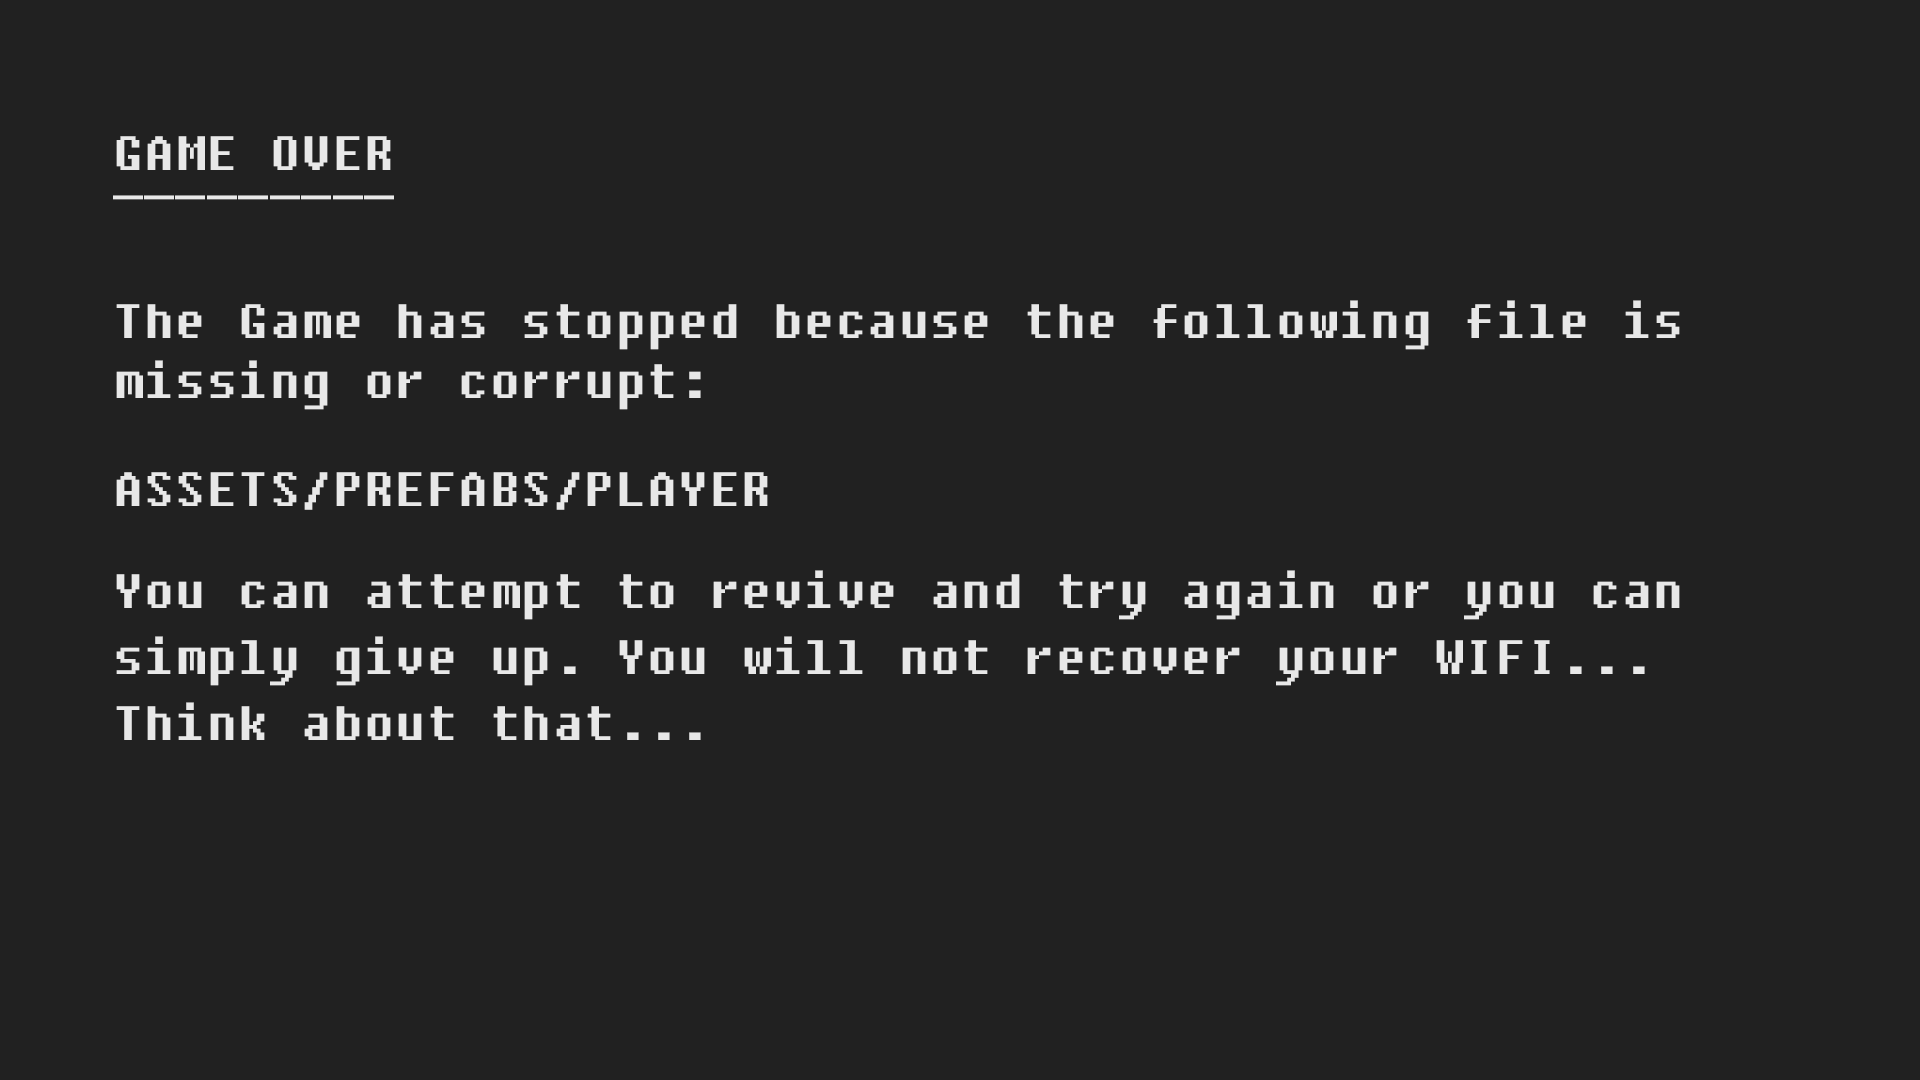 GAME OVER
_________
The Game has stopped because the following file is
missing or corrupt:
ASSETS/PREFABS/PLAYER
You can attempt to revive and try again or you can
simply give up. You will not recover your WIFI...
Think about that...